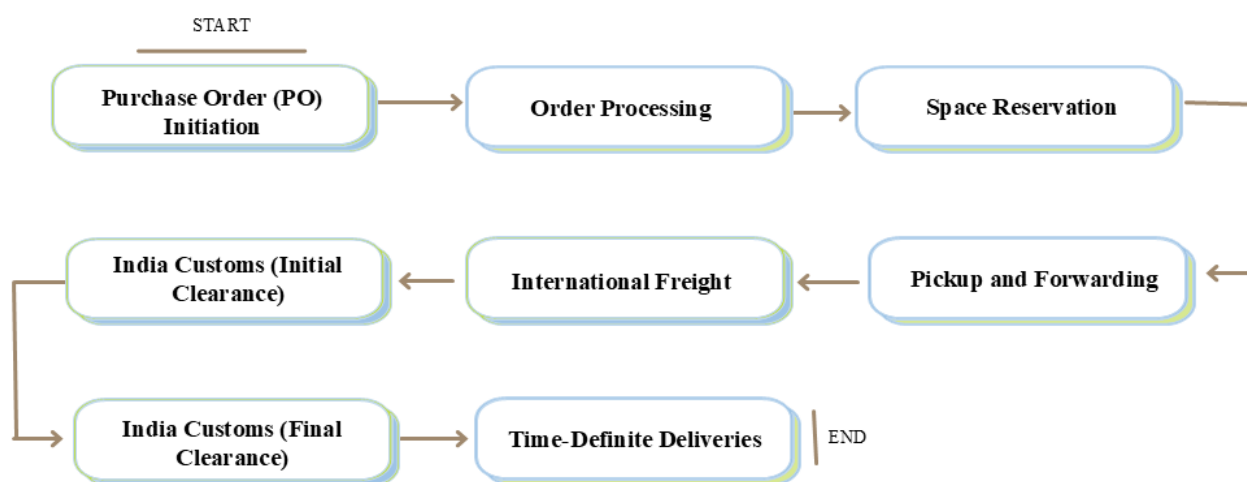 START
Purchase Order (PO)
Initiation
Order Processing
Space Reservation
Pickup and Forwarding
International Freight
India Customs (Initial
Clearance)
India Customs (Final
Clearance)
Time-Definite Deliveries
END